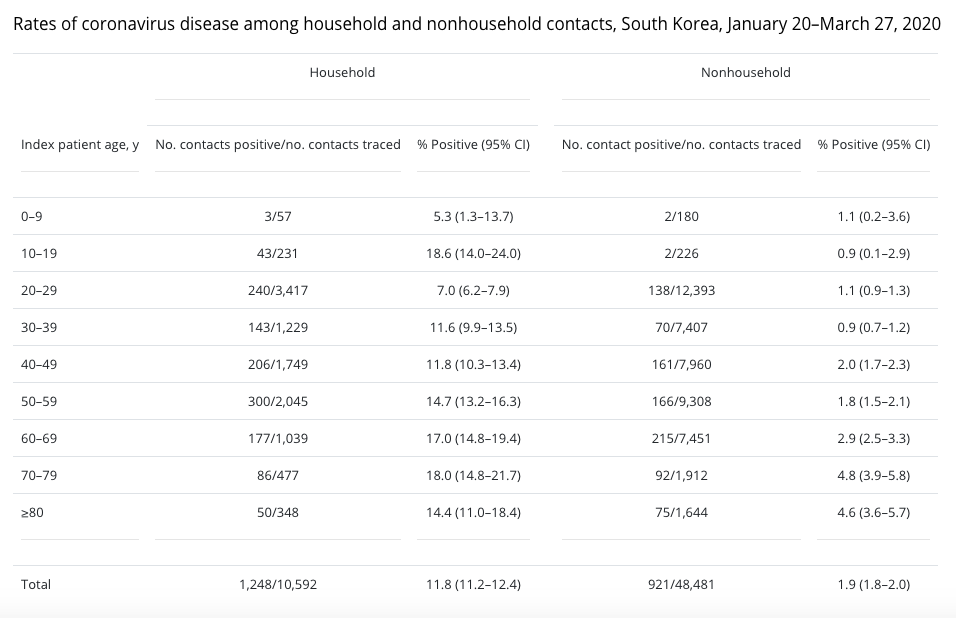 Rates of coronavirus disease among household and nonhousehold contacts, South Korea, January 20–March 27, 2020
Household Nonhousehold
Index patient age, y No. contacts positive/no. contacts traced % Positive (95% CI) No. contact positive/no. contacts traced % Positive (95% CI)
0–9 3/57 5.3 (1.3–13.7) 2/180 1.1 (0.2–3.6)
10–19 43/231 18.6 (14.0–24.0) 2/226 0.9 (0.1–2.9)
20–29 240/3,417 7.0 (6.2–7.9) 138/12,393 1.1 (0.9–1.3)
30–39 143/1,229 11.6 (9.9–13.5) 70/7,407 0.9 (0.7–1.2)
40–49 206/1,749 11.8 (10.3–13.4) 161/7,960 2.0 (1.7–2.3)
50–59 300/2,045 14.7 (13.2–16.3) 166/9,308 1.8 (1.5–2.1)
60–69 177/1,039 17.0 (14.8–19.4) 215/7,451 2.9 (2.5–3.3)
70–79 86/477 18.0 (14.8–21.7) 92/1,912 4.8 (3.9–5.8)
≥80 50/348 14.4 (11.0–18.4) 75/1,644 4.6 (3.6–5.7)
Total 1,248/10,592 11.8 (11.2–12.4) 921/48,481 1.9 (1.8–2.0)